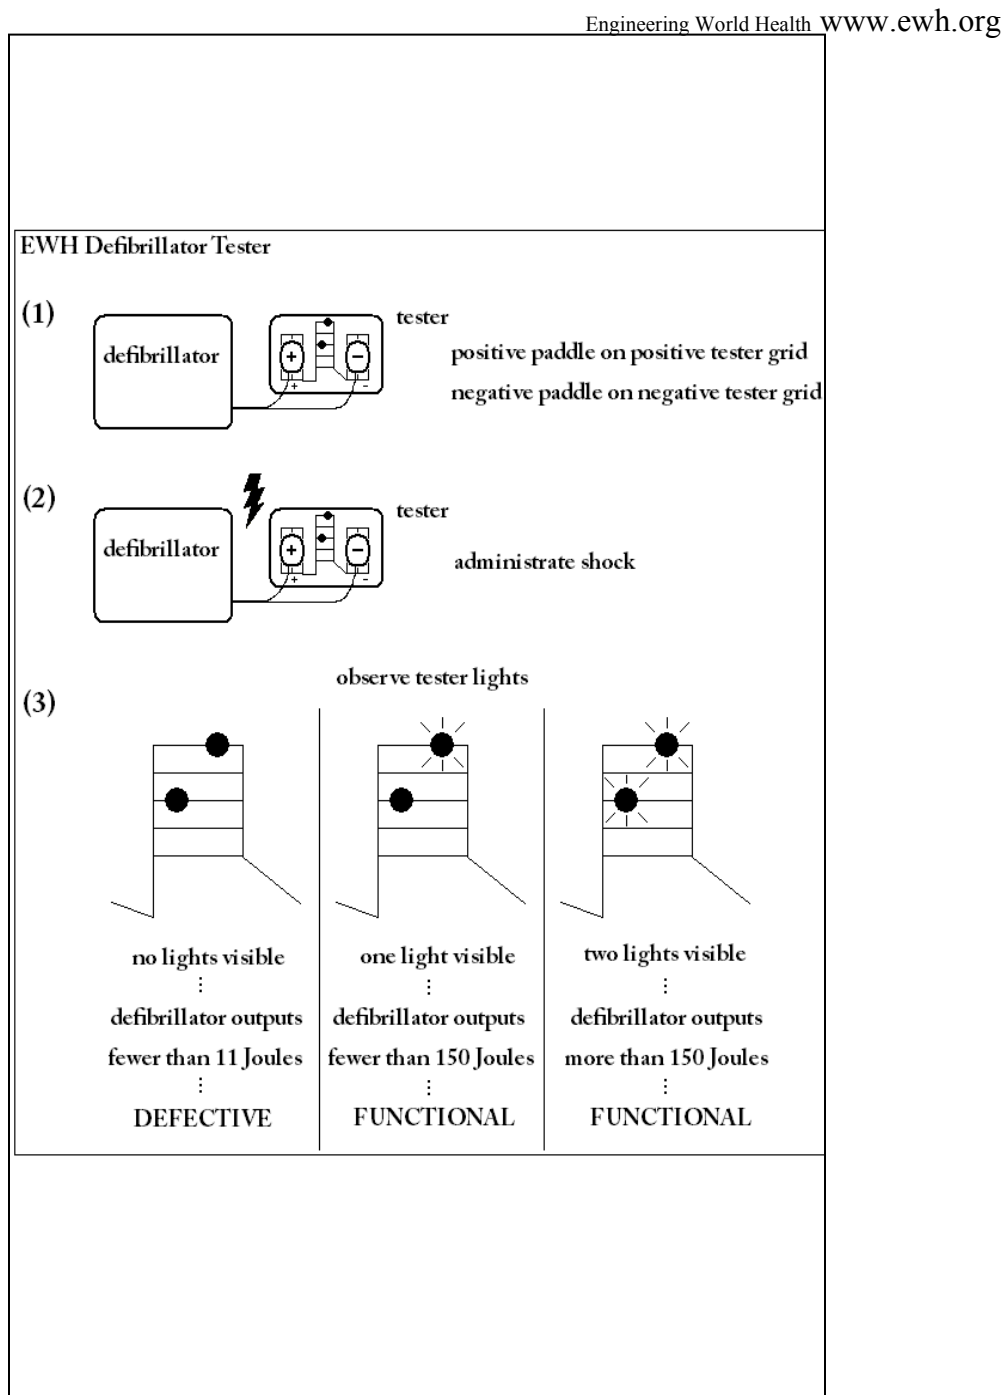 Engineering World Health www.ewh.org
EWH Defibrillator Tester
(1)
defibrillator
+
−
+
-
tester
positive paddle on positive tester grid
negative paddle on negative tester grid
(2)
defibrillator
+
−
+
-
tester
administrate shock
(3)
observe tester lights
no lights visible
⋮
defibrillator outputs
fewer than 11 Joules
⋮
DEFECTIVE
one light visible
⋮
defibrillator outputs
fewer than 150 Joules
⋮
FUNCTIONAL
two lights visible
⋮
defibrillator outputs
more than 150 Joules
⋮
FUNCTIONAL